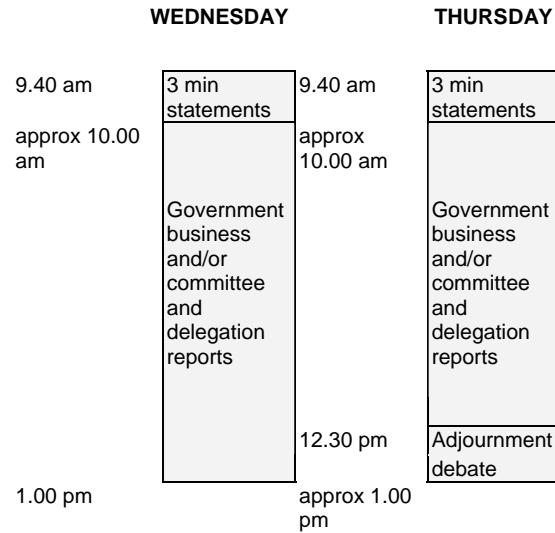 WEDNESDAY
THURSDAY
9.40 am
3 min
statements
9.40 am
3 min
statements
approx 10.00
am
approx
10.00 am
Government
business
and/or
committee
and
delegation
reports
Government
business
and/or
committee
and
delegation
reports
12.30 pm
Adjournment
debate
1.00 pm
approx 1.00
pm